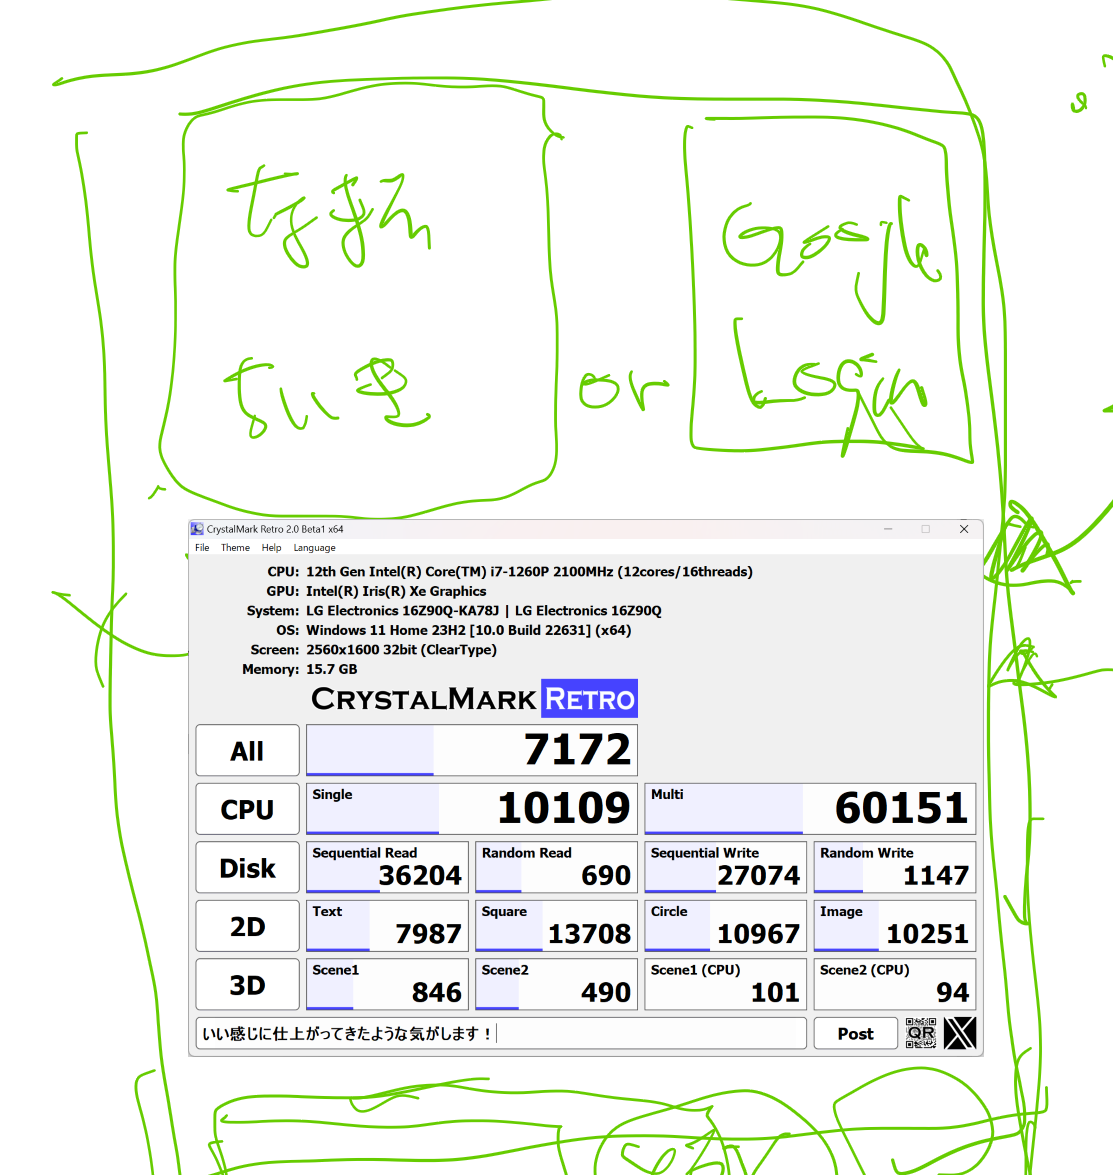 なまえ
Google
Login
or
CrystalMark Retro 2.0 Beta1 x64
File Theme Help Language
CPU: 12th Gen Intel(R) Core(TM) i7-1260P 2100MHz (12cores/16threads)
GPU: Intel(R) Iris(R) Xe Graphics
System: LG Electronics 16Z90Q-KA78J | LG Electronics 16Z90Q
OS: Windows 11 Home 23H2 [10.0 Build 22631] (x64)
Screen: 2560x1600 32bit (ClearType)
Memory: 15.7 GB
CRYSTALMARK RETRO
All 7172
CPU Single 10109 Multi 60151
Disk Sequential Read 36204 Random Read 690 Sequential Write 27074 Random Write 1147
2D Text 7987 Square 13708 Circle 10967 Image 10251
3D Scene1 846 Scene2 490 Scene1 (CPU) 101 Scene2 (CPU) 94
いい感じに仕上がってきたような気がします！ Post QR X